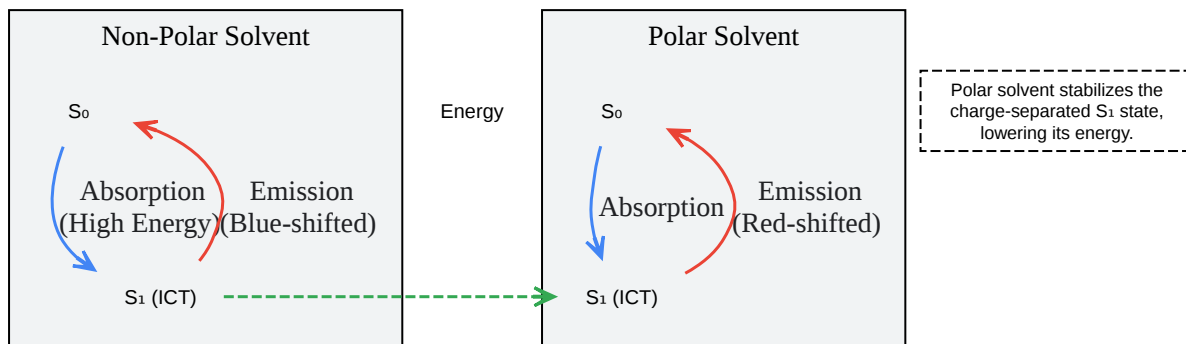 Non-Polar Solvent
S₀
Absorption
(High Energy)
Emission
(Blue-shifted)
S₁ (ICT)
Energy
Polar Solvent
S₀
Absorption
Emission
(Red-shifted)
S₁ (ICT)
Polar solvent stabilizes the
charge-separated S₁ state,
lowering its energy.